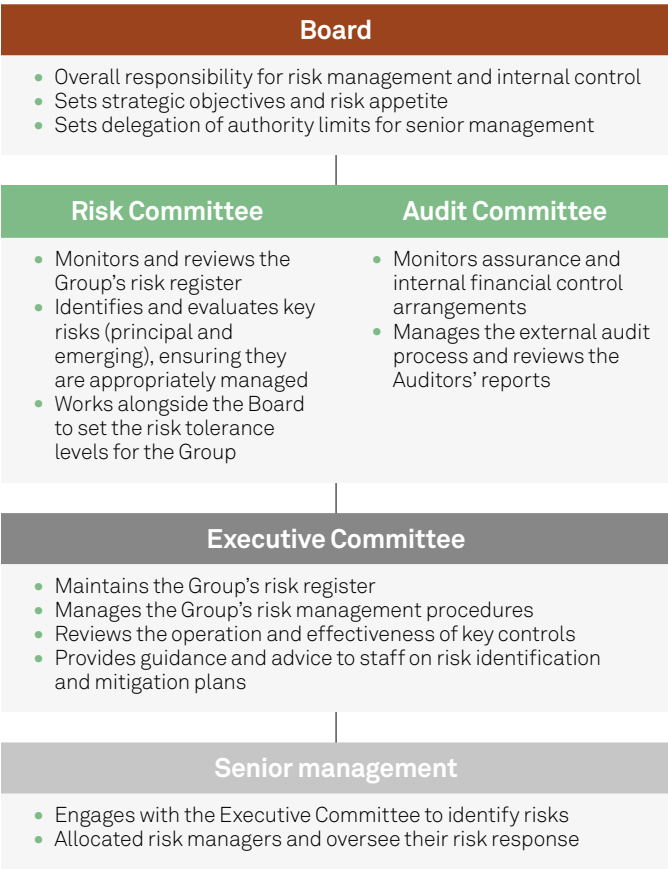 Board
• Overall responsibility for risk management and internal control
• Sets strategic objectives and risk appetite
• Sets delegation of authority limits for senior management
Risk Committee
• Monitors and reviews the
Group’s risk register
• Identifies and evaluates key
risks (principal and
emerging), ensuring they
are appropriately managed
• Works alongside the Board
to set the risk tolerance
levels for the Group
Audit Committee
• Monitors assurance and
internal financial control
arrangements
• Manages the external audit
process and reviews the
Auditors’ reports
Executive Committee
• Maintains the Group’s risk register
• Manages the Group’s risk management procedures
• Reviews the operation and effectiveness of key controls
• Provides guidance and advice to staff on risk identification
and mitigation plans
Senior management
• Engages with the Executive Committee to identify risks
• Allocated risk managers and oversee their risk response